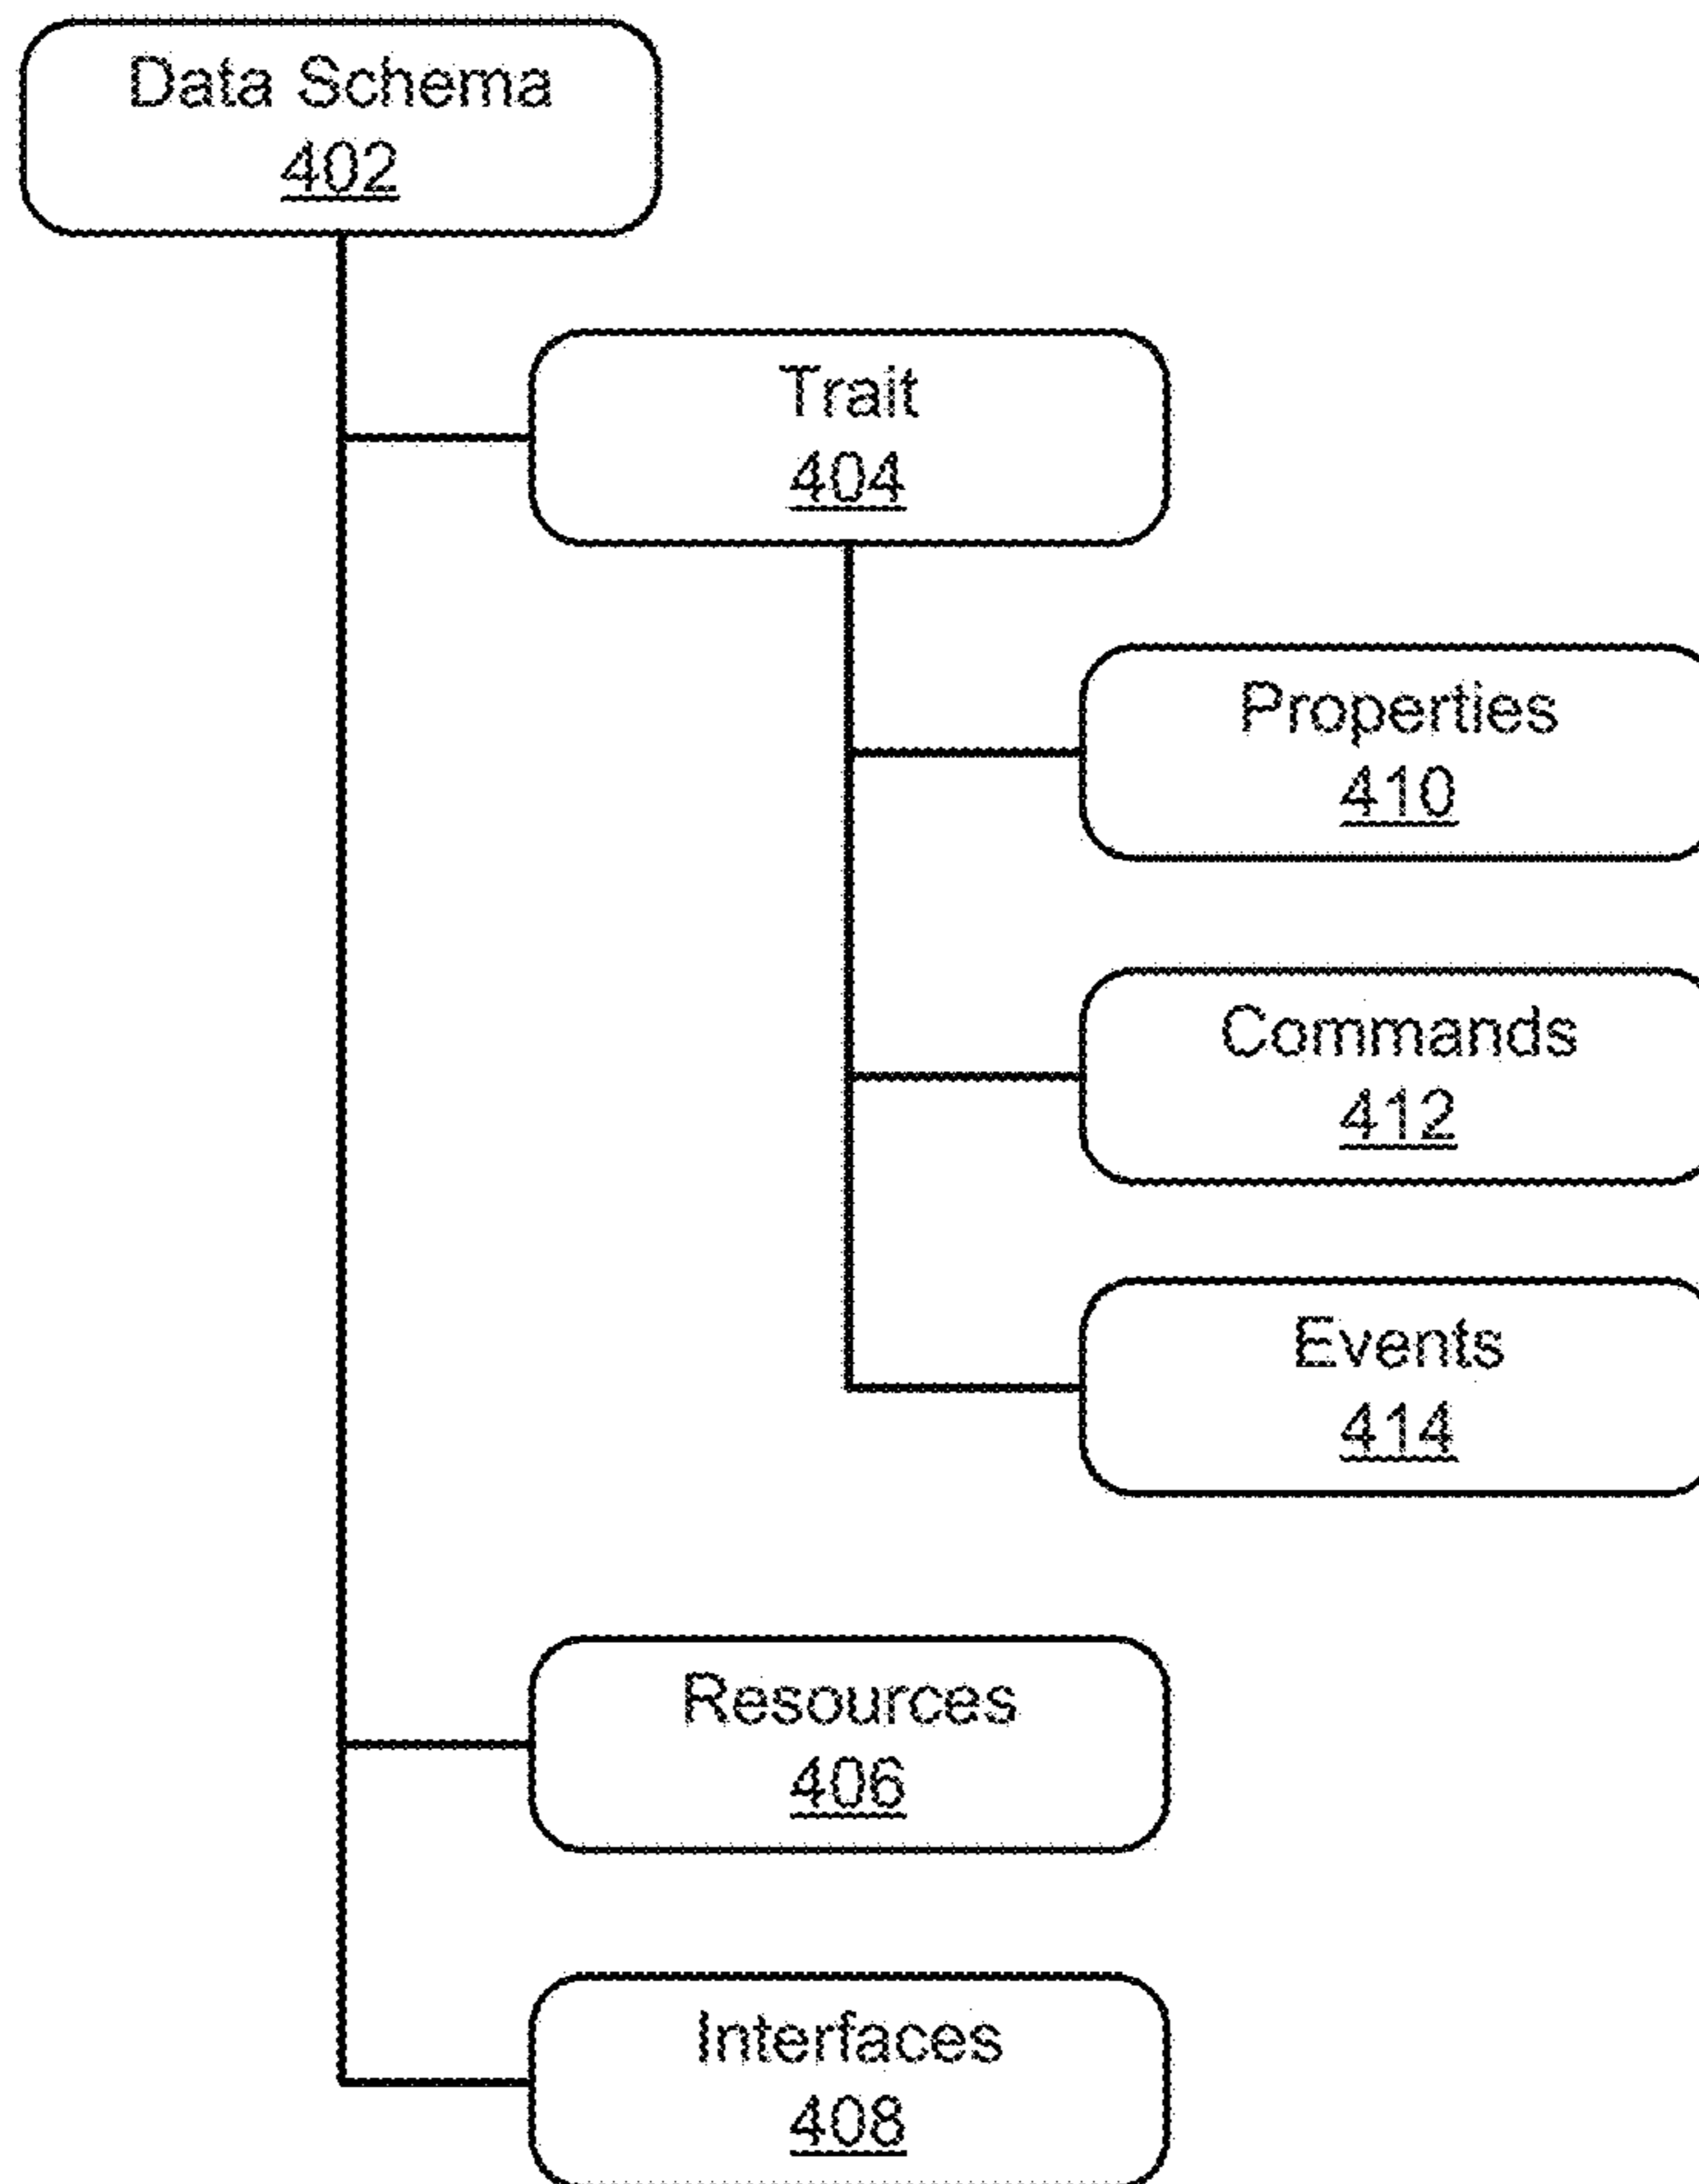 Data Schema
402
Trait
404
Properties
410
Commands
412
Events
414
Resources
406
Interfaces
408